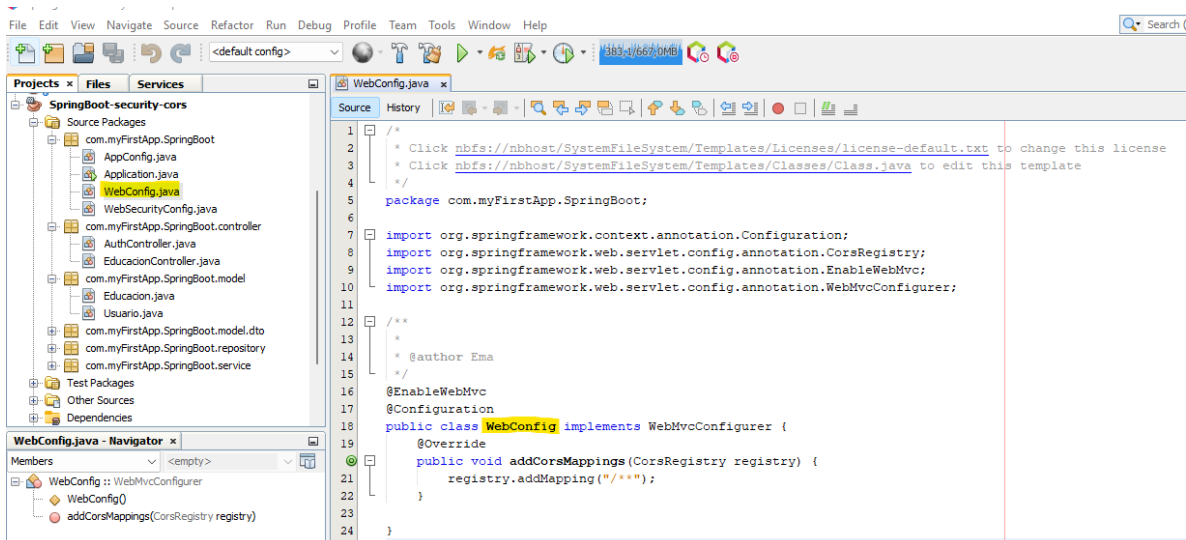 File Edit View Navigate Source Refactor Run Debug Profile Team Tools Window Help
Search (
<default config>
383,1/667,0MB
Projects × Files Services
SpringBoot-security-cors
Source Packages
com.myFirstApp.SpringBoot
AppConfig.java
Application.java
WebConfig.java
WebSecurityConfig.java
com.myFirstApp.SpringBoot.controller
AuthController.java
EducacionController.java
com.myFirstApp.SpringBoot.model
Educacion.java
Usuario.java
com.myFirstApp.SpringBoot.model.dto
com.myFirstApp.SpringBoot.repository
com.myFirstApp.SpringBoot.service
Test Packages
Other Sources
Dependencies
WebConfig.java - Navigator ×
Members <empty>
WebConfig :: WebMvcConfigurer
WebConfig()
addCorsMappings(CorsRegistry registry)
WebConfig.java ×
Source History
1 /*
2 * Click nbfs://nbhost/SystemFileSystem/Templates/Licenses/license-default.txt to change this license
3 * Click nbfs://nbhost/SystemFileSystem/Templates/Classes/Class.java to edit this template
4 */
5 package com.myFirstApp.SpringBoot;
6
7 import org.springframework.context.annotation.Configuration;
8 import org.springframework.web.servlet.config.annotation.CorsRegistry;
9 import org.springframework.web.servlet.config.annotation.EnableWebMvc;
10 import org.springframework.web.servlet.config.annotation.WebMvcConfigurer;
11
12 /**
13 *
14 * @author Ema
15 */
16 @EnableWebMvc
17 @Configuration
18 public class WebConfig implements WebMvcConfigurer {
19 @Override
public void addCorsMappings(CorsRegistry registry) {
21 registry.addMapping("/**");
22 }
23
24 }